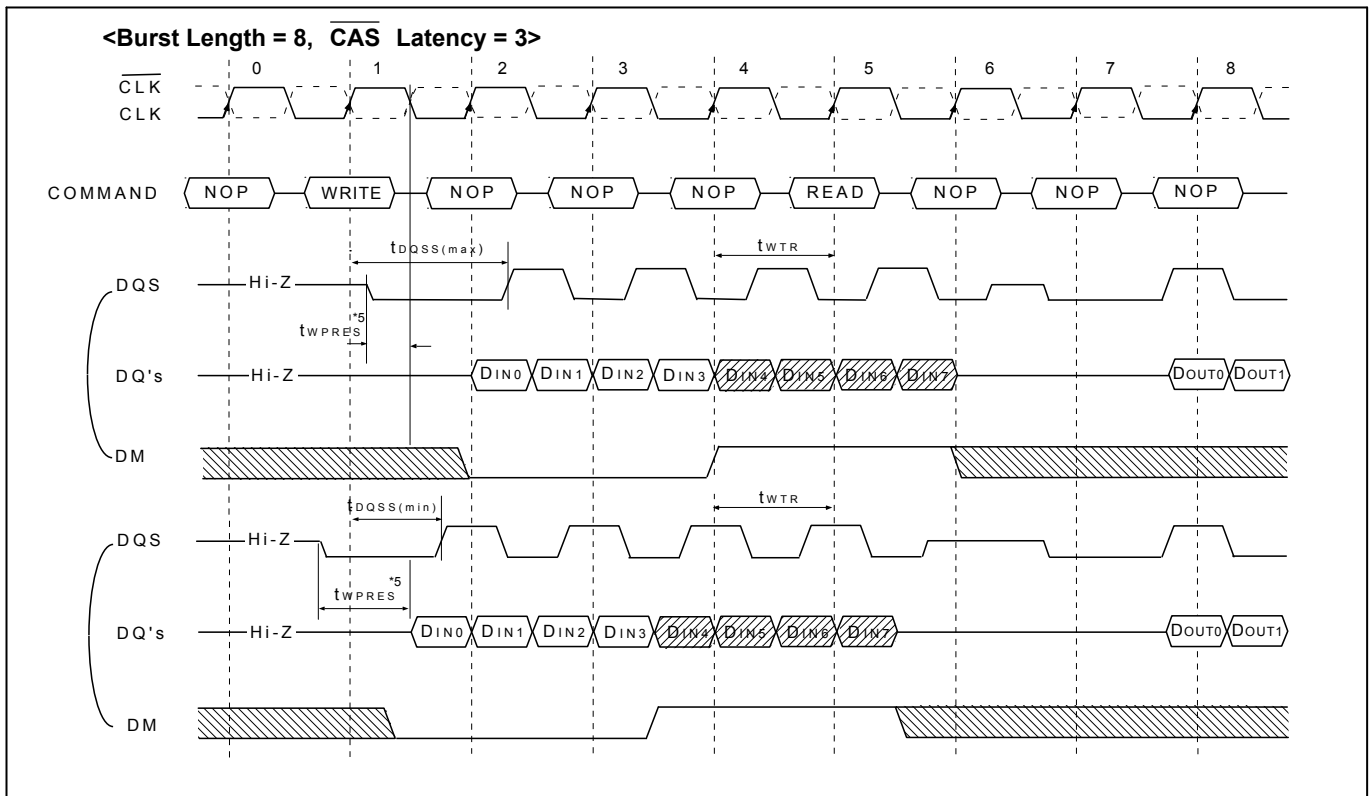 <Burst Length = 8, CAS Latency = 3>
0 1 2 3 4 5 6 7 8
CLK
CLK
COMMAND NOP WRITE NOP NOP NOP READ NOP NOP NOP
tDQSS(max) tWTR
DQS Hi-Z
tWPRES*5
DQ's Hi-Z DIN0 DIN1 DIN2 DIN3 DIN4 DIN5 DIN6 DIN7 DOUT0 DOUT1
DM
tDQSS(min) tWTR
DQS Hi-Z
tWPRES*5
DQ's Hi-Z DIN0 DIN1 DIN2 DIN3 DIN4 DIN5 DIN6 DIN7 DOUT0 DOUT1
DM